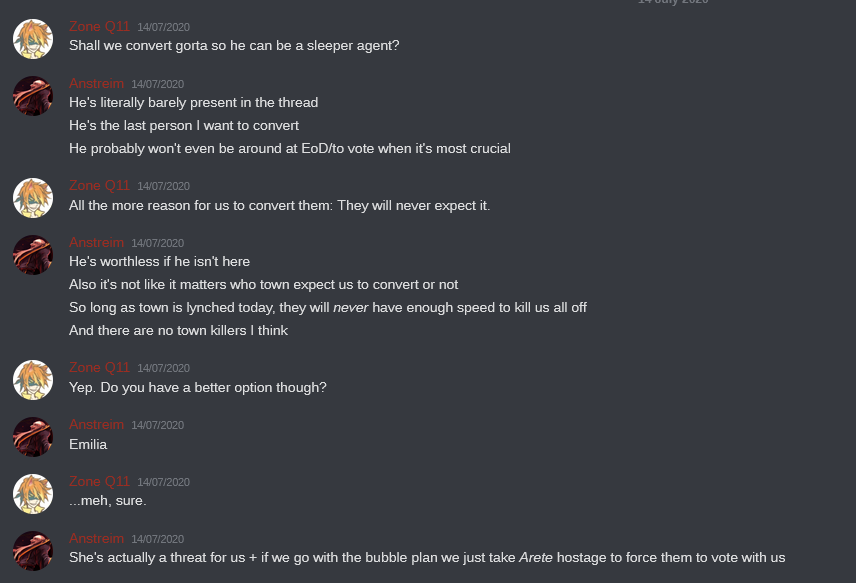 14 July 2020
Zone Q11 14/07/2020
Shall we convert gorta so he can be a sleeper agent?
Anstreim 14/07/2020
He's literally barely present in the thread
He's the last person I want to convert
He probably won't even be around at EoD/to vote when it's most crucial
Zone Q11 14/07/2020
All the more reason for us to convert them: They will never expect it.
Anstreim 14/07/2020
He's worthless if he isn't here
Also it's not like it matters who town expect us to convert or not
So long as town is lynched today, they will never have enough speed to kill us all off
And there are no town killers I think
Zone Q11 14/07/2020
Yep. Do you have a better option though?
Anstreim 14/07/2020
Emilia
Zone Q11 14/07/2020
...meh, sure.
Anstreim 14/07/2020
She's actually a threat for us + if we go with the bubble plan we just take Arete hostage to force them to vote with us